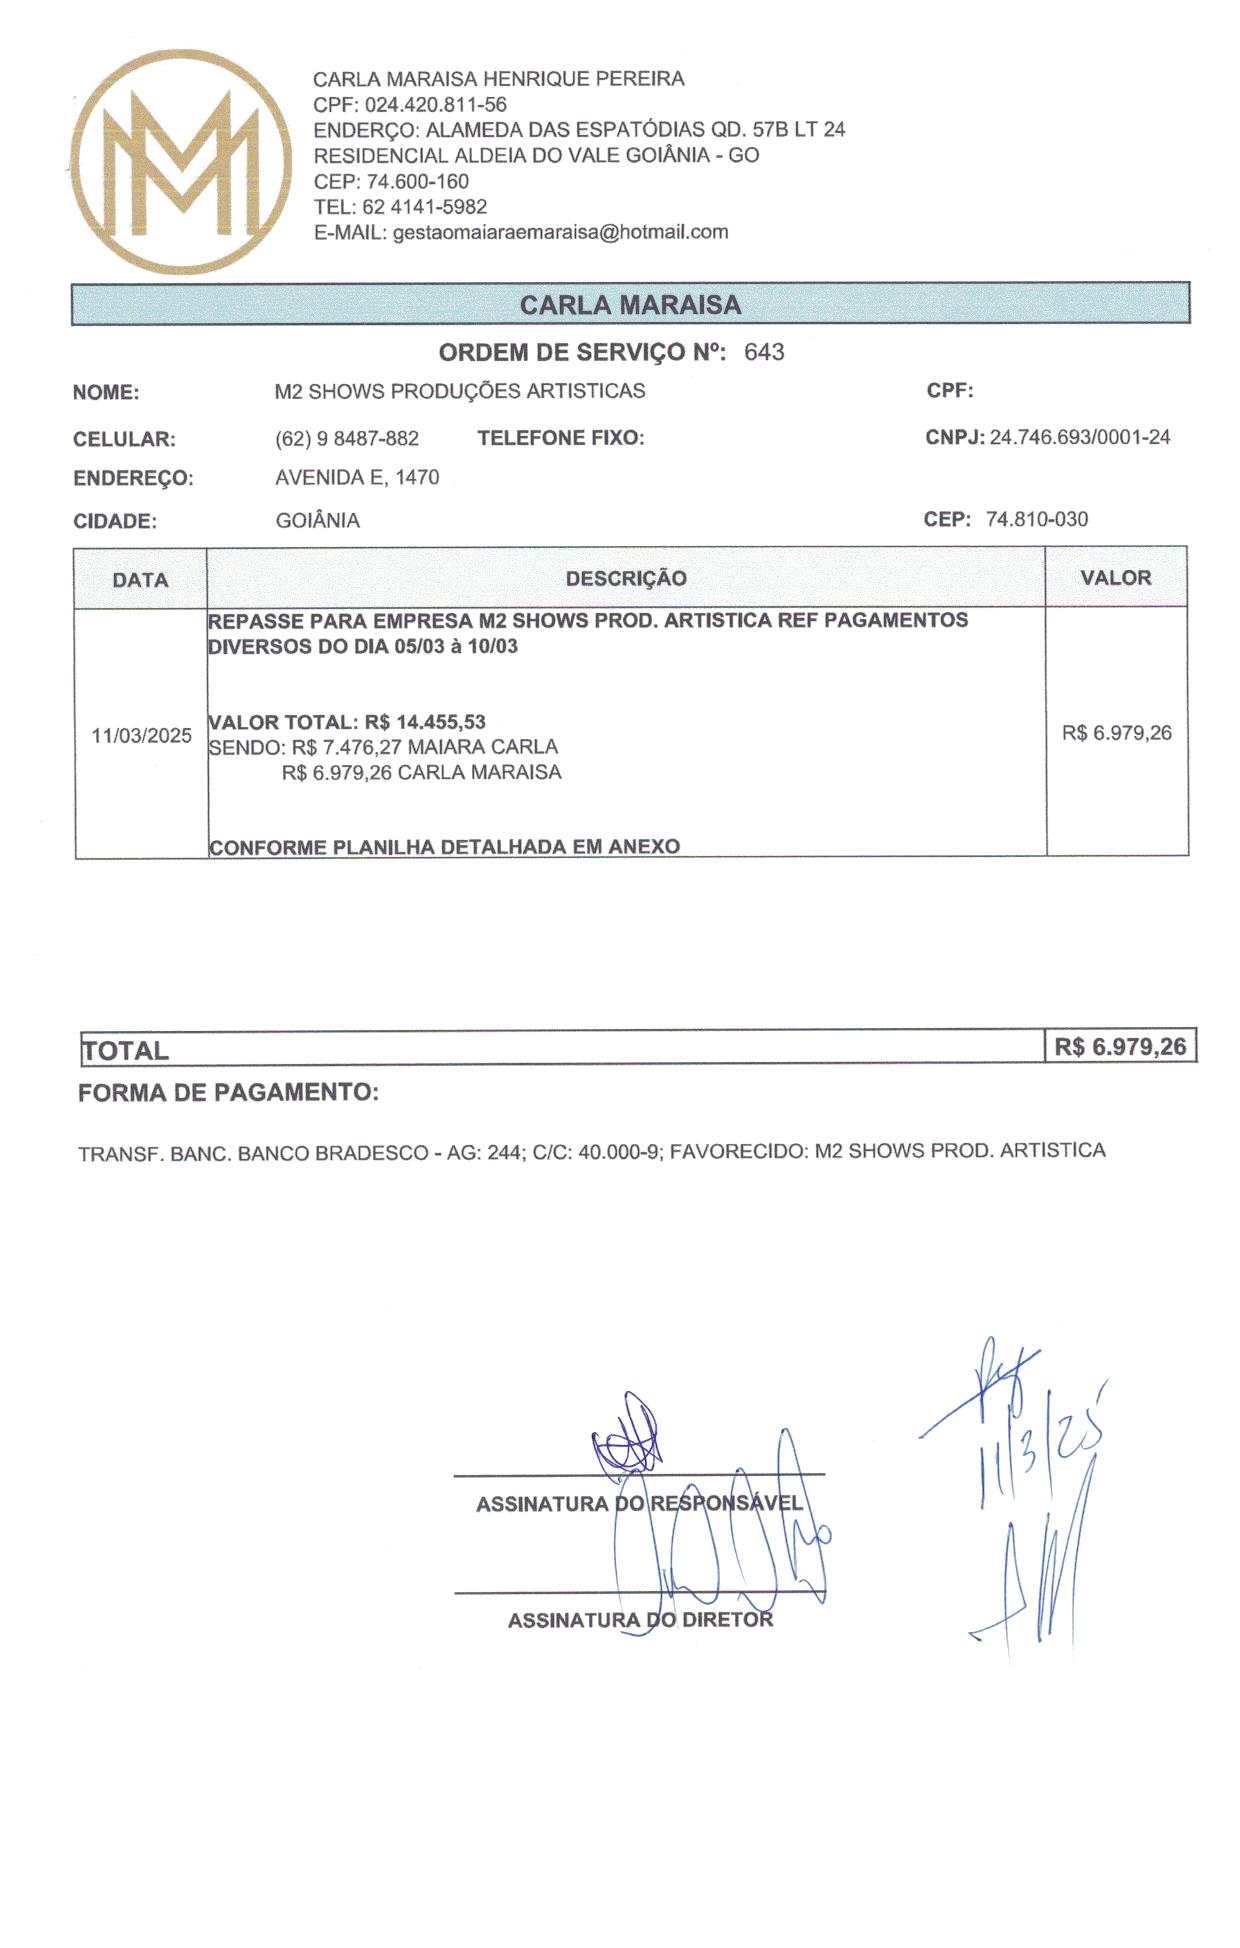 CARLA MARAISA HENRIQUE PEREIRA
CPF: 024.420.811-56
ENDERÇO: ALAMEDA DAS ESPATÓDIAS QD. 57B LT 24
RESIDENCIAL ALDEIA DO VALE GOIÂNIA - GO
CEP: 74.600-160
TEL: 62 4141-5982
E-MAIL: gestaomaiaraemaraisa@hotmail.com
CARLA MARAISA
ORDEM DE SERVIÇO Nº: 643
NOME: M2 SHOWS PRODUÇÕES ARTISTICAS CPF:
CELULAR: (62) 9 8487-882 TELEFONE FIXO: CNPJ: 24.746.693/0001-24
ENDEREÇO: AVENIDA E, 1470
CIDADE: GOIÂNIA CEP: 74.810-030
DATA DESCRIÇÃO VALOR
REPASSE PARA EMPRESA M2 SHOWS PROD. ARTISTICA REF PAGAMENTOS
DIVERSOS DO DIA 05/03 à 10/03
VALOR TOTAL: R$ 14.455,53
11/03/2025 SENDO: R$ 7.476,27 MAIARA CARLA R$ 6.979,26
R$ 6.979,26 CARLA MARAISA
CONFORME PLANILHA DETALHADA EM ANEXO
TOTAL R$ 6.979,26
FORMA DE PAGAMENTO:
TRANSF. BANC. BANCO BRADESCO - AG: 244; C/C: 40.000-9; FAVORECIDO: M2 SHOWS PROD. ARTISTICA
11/3/25
ASSINATURA DO RESPONSÁVEL
ASSINATURA DO DIRETOR